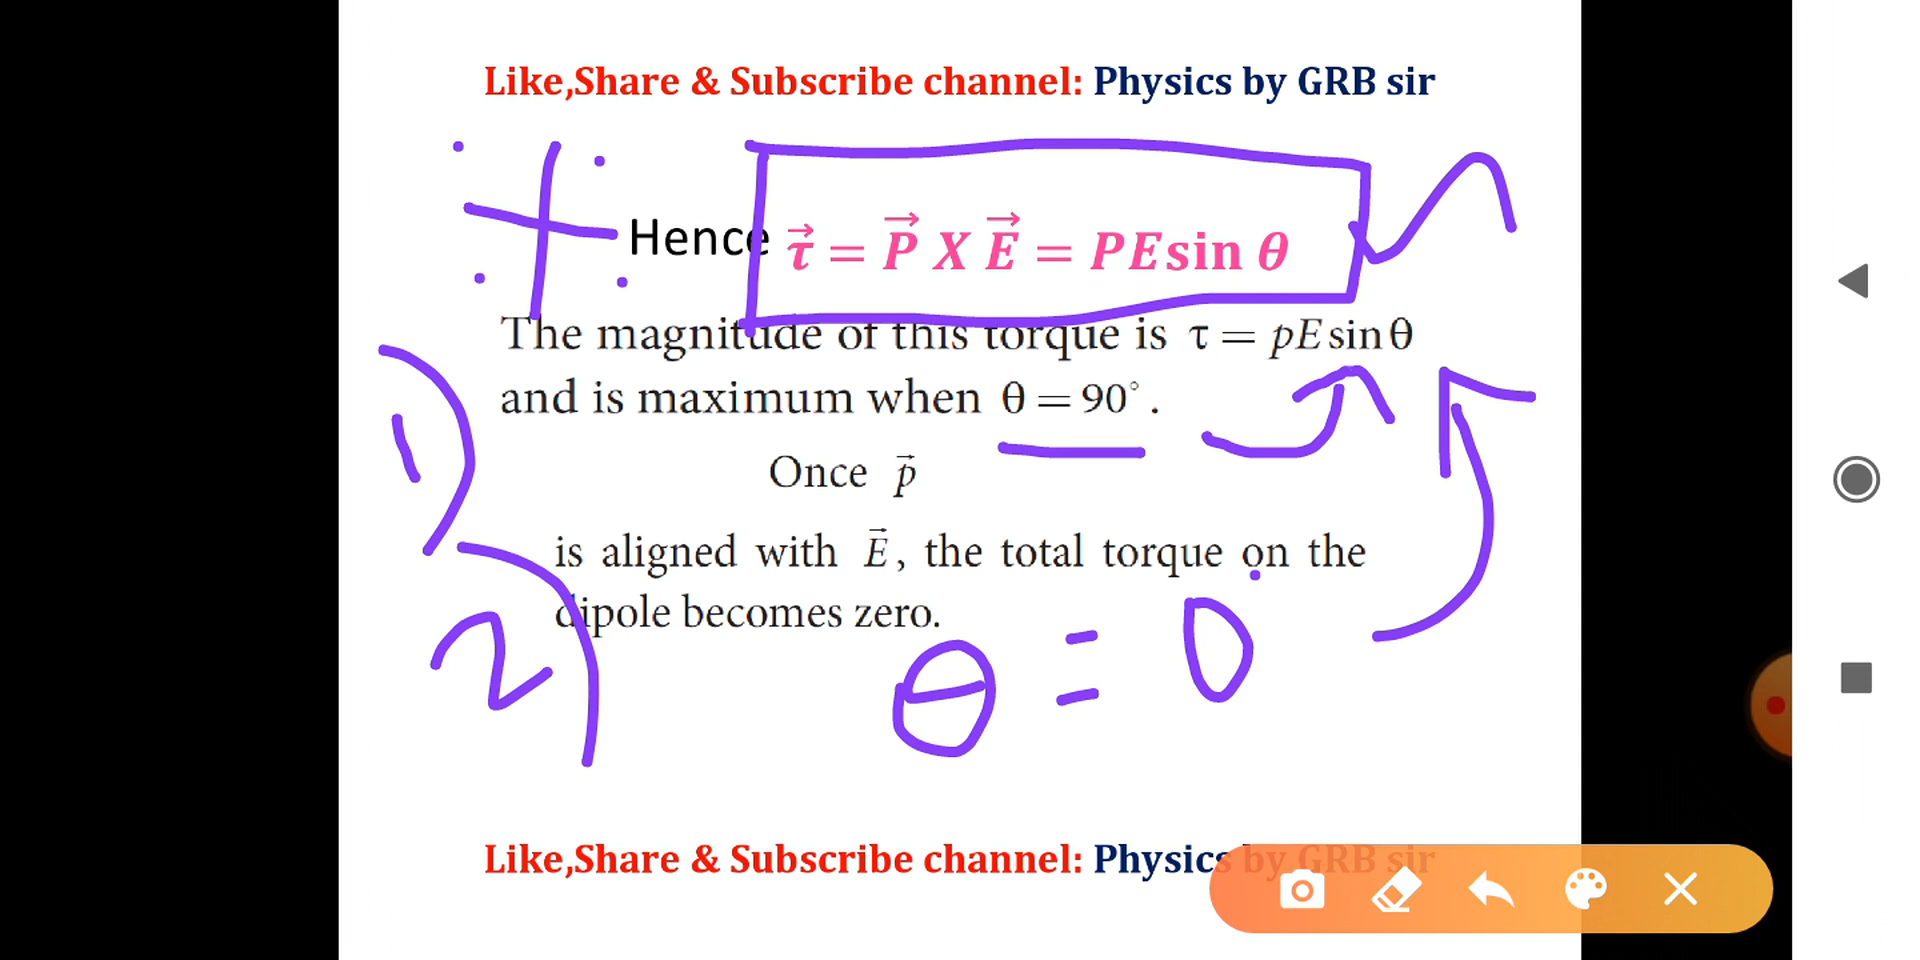 Like,Share & Subscribe channel: Physics by GRB sir
Hence τ⃗ = P⃗ X E⃗ = PEsin θ
The magnitude of this torque is τ = pE sin θ
1) and is maximum when θ = 90°.
Once p⃗
is aligned with E⃗, the total torque on the
2) dipole becomes zero.
θ = 0
Like,Share & Subscribe channel: Physics by GRB sir